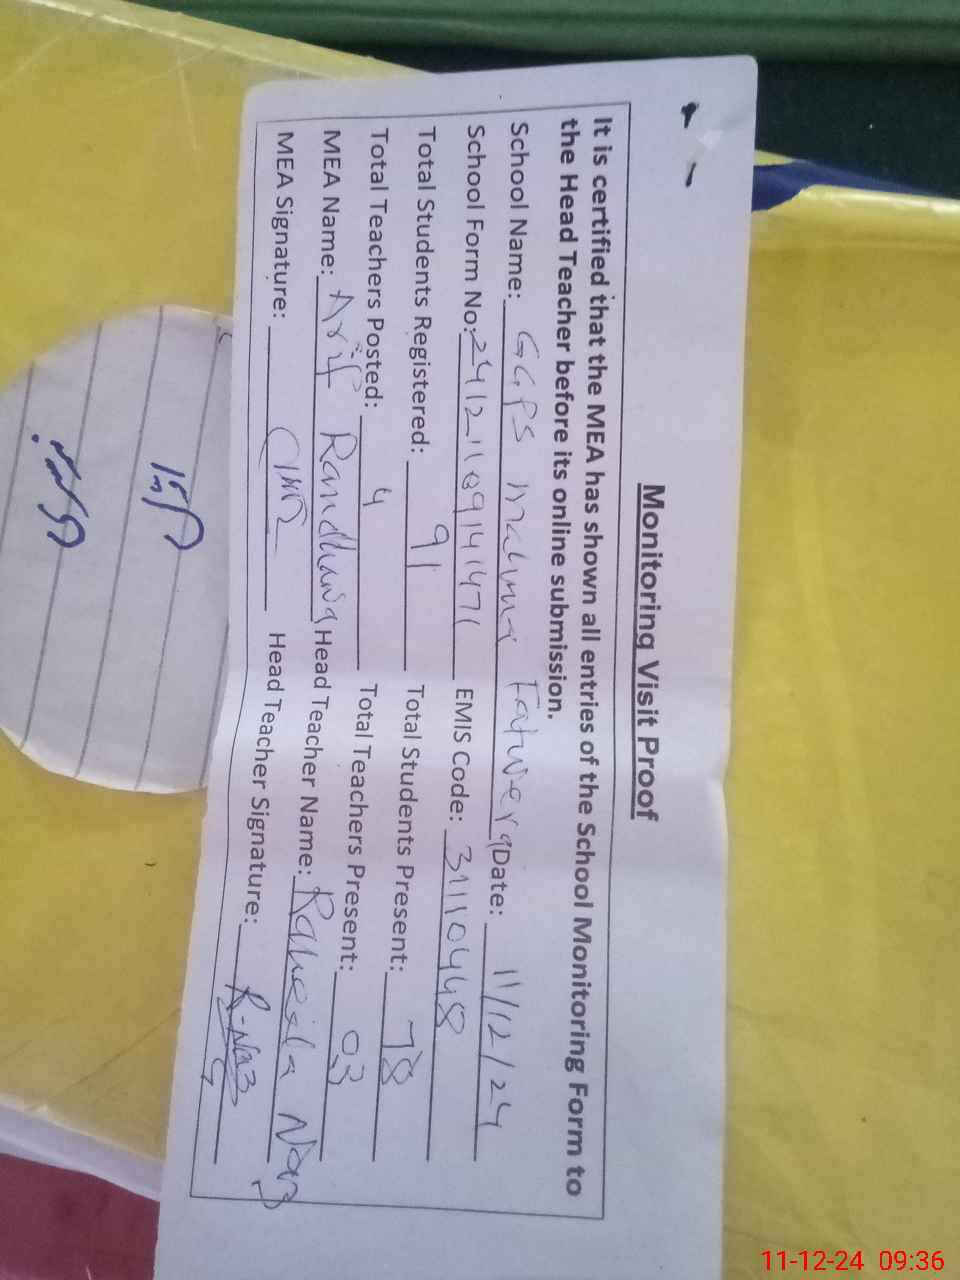 Monitoring Visit Proof
It is certified that the MEA has shown all entries of the School Monitoring Form to
the Head Teacher before its online submission.
School Name: GGPS Malma Fatwera Date: 11/12/24
School Form No: 2412110914147 EMIS Code: 31110448
Total Students Registered: 91 Total Students Present: 78
Total Teachers Posted: 4 Total Teachers Present: 03
MEA Name: Arif Randhawa Head Teacher Name: Raheela Naz
MEA Signature: Head Teacher Signature: R-Naz
11-12-24 09:36